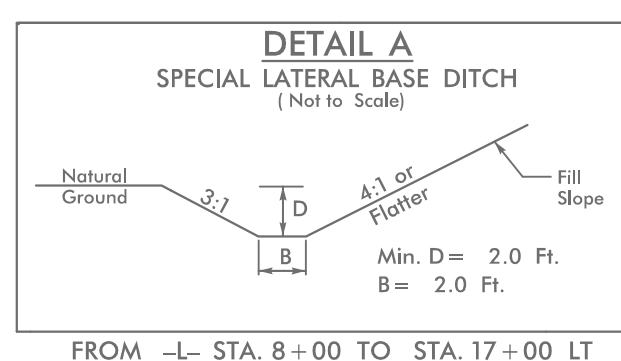 DETAIL A
SPECIAL LATERAL BASE DITCH
( Not to Scale)
Natural
Ground
3:1
D
B
4:1 or
Flatter
Fill
Slope
Min. D= 2.0 Ft.
B= 2.0 Ft.
FROM -L- STA. 8+00 TO STA. 17+00 LT